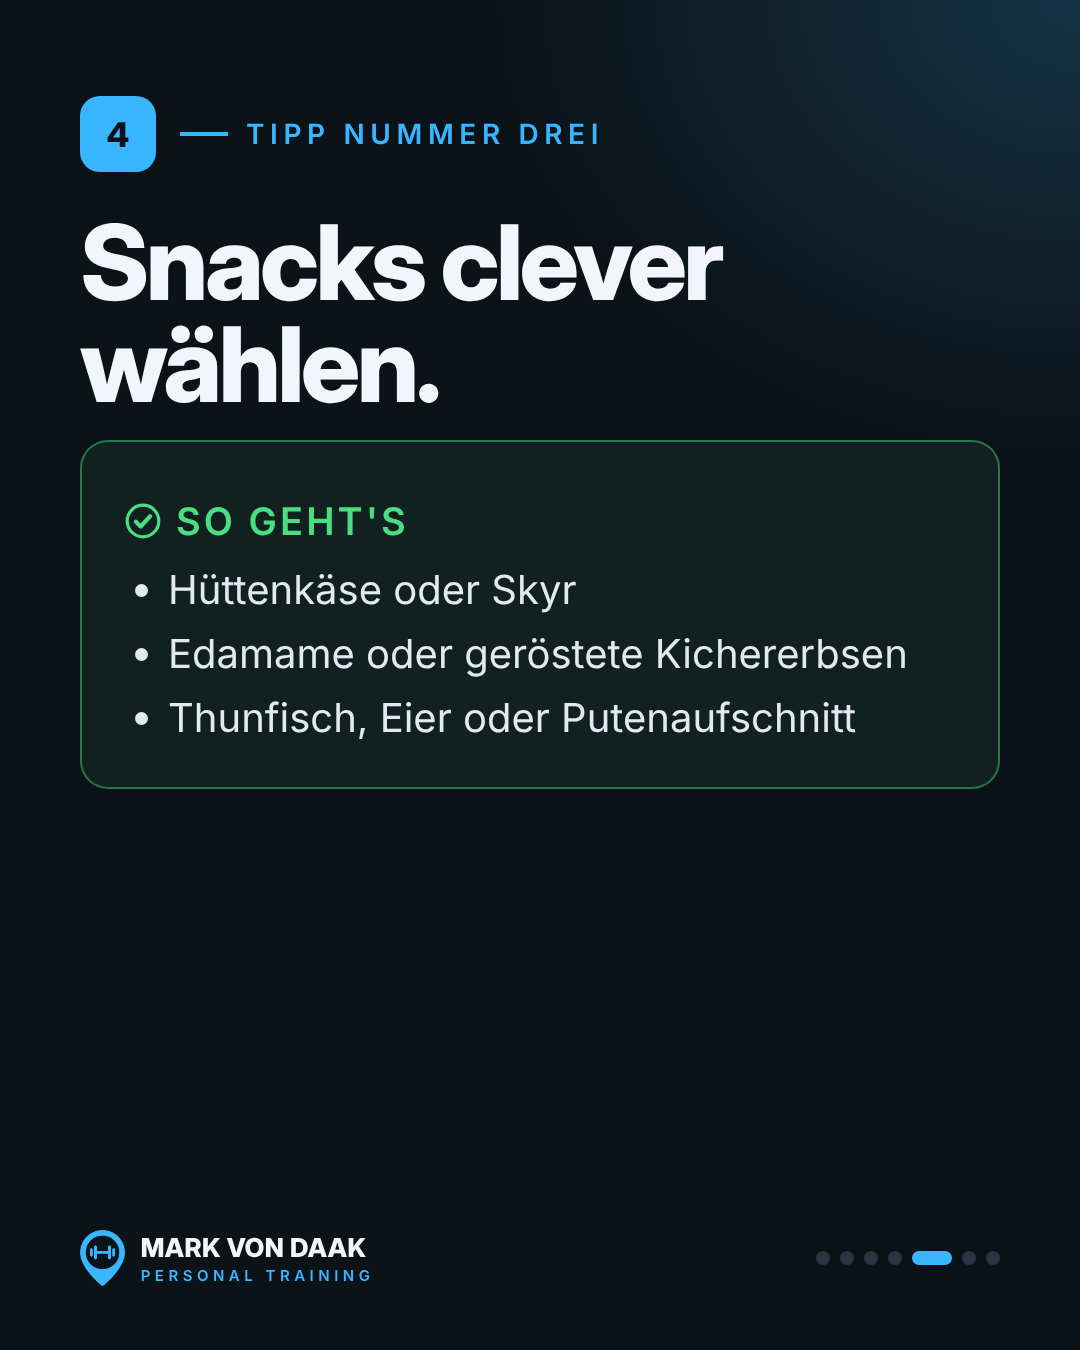 4
TIPP NUMMER DREI
Snacks clever
wählen.
SO GEHT'S
• Hüttenkäse oder Skyr
• Edamame oder geröstete Kichererbsen
• Thunfisch, Eier oder Putenaufschnitt
MARK VON DAAK
PERSONAL TRAINING